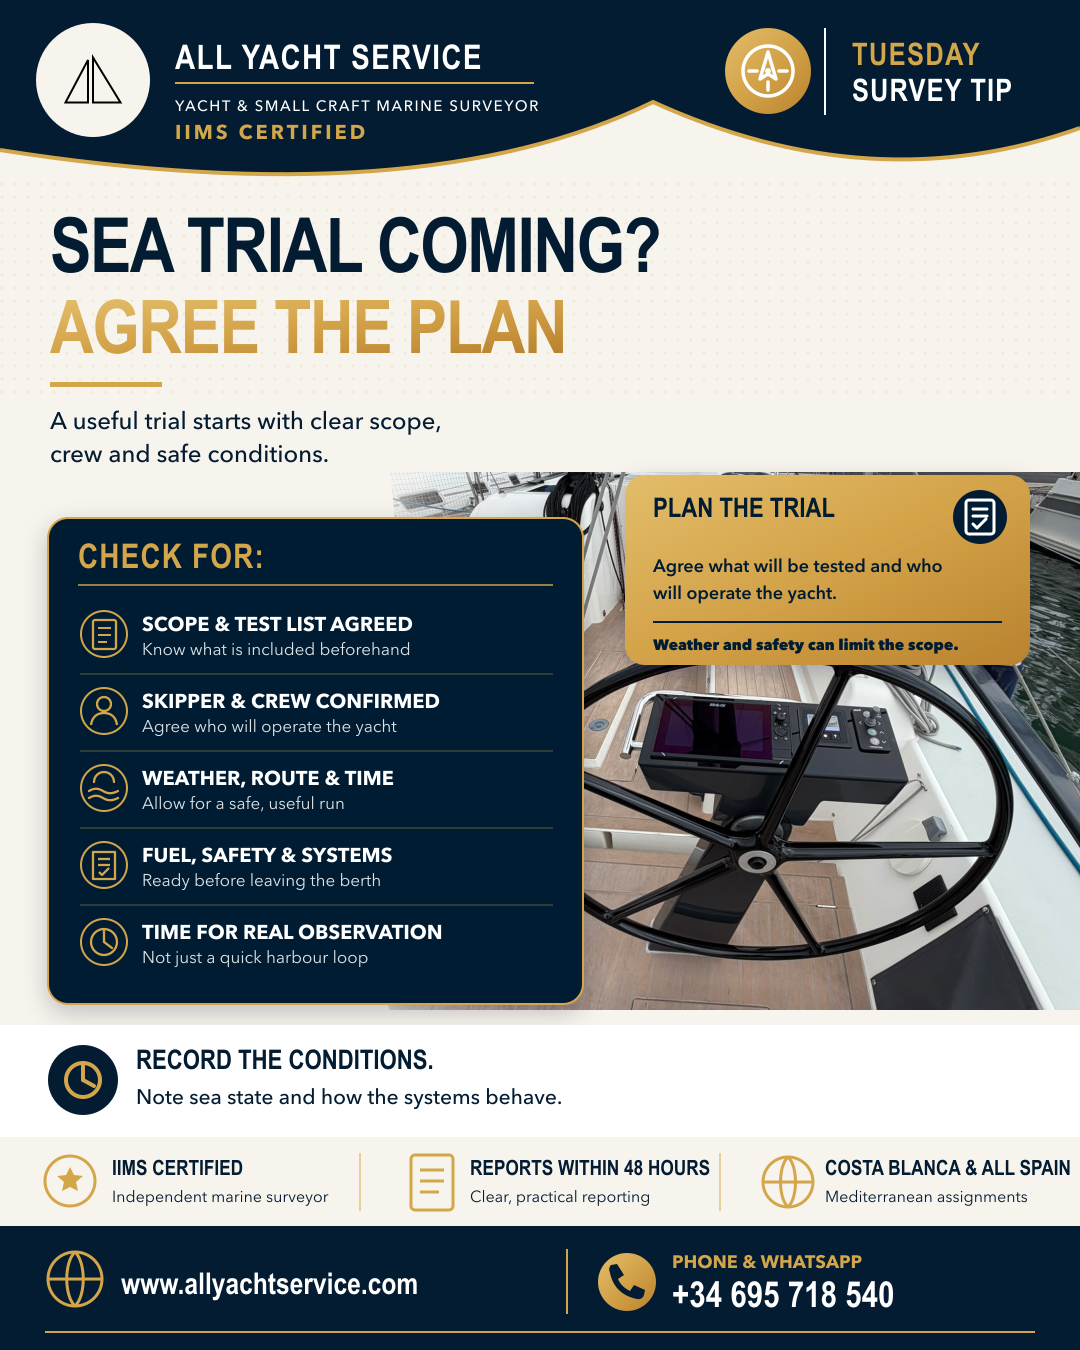 ALL YACHT SERVICE
YACHT & SMALL CRAFT MARINE SURVEYOR
IIMS CERTIFIED
TUESDAY
SURVEY TIP
SEA TRIAL COMING?
AGREE THE PLAN
A useful trial starts with clear scope,
crew and safe conditions.
PLAN THE TRIAL
Agree what will be tested and who
will operate the yacht.
Weather and safety can limit the scope.
CHECK FOR:
SCOPE & TEST LIST AGREED
Know what is included beforehand
SKIPPER & CREW CONFIRMED
Agree who will operate the yacht
WEATHER, ROUTE & TIME
Allow for a safe, useful run
FUEL, SAFETY & SYSTEMS
Ready before leaving the berth
TIME FOR REAL OBSERVATION
Not just a quick harbour loop
B&G
RECORD THE CONDITIONS.
Note sea state and how the systems behave.
IIMS CERTIFIED
Independent marine surveyor
REPORTS WITHIN 48 HOURS
Clear, practical reporting
COSTA BLANCA & ALL SPAIN
Mediterranean assignments
www.allyachtservice.com
PHONE & WHATSAPP
+34 695 718 540